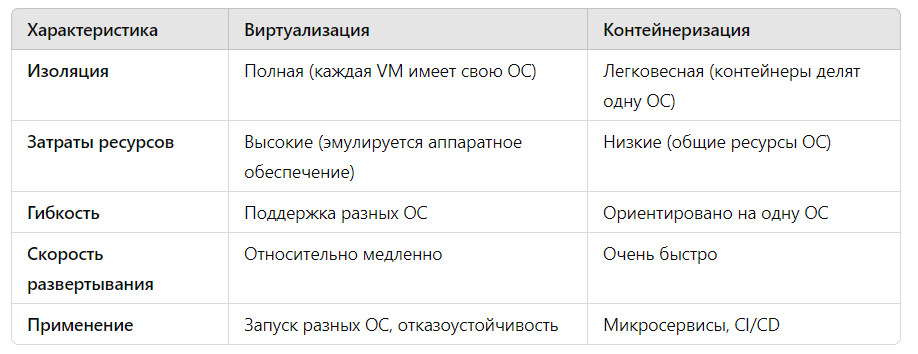 Характеристика Виртуализация Контейнеризация
Изоляция Полная (каждая VM имеет свою ОС) Легковесная (контейнеры делят
одну ОС)
Затраты ресурсов Высокие (эмулируется аппаратное Низкие (общие ресурсы ОС)
обеспечение)
Гибкость Поддержка разных ОС Ориентировано на одну ОС
Скорость Относительно медленно Очень быстро
развертывания
Применение Запуск разных ОС, отказоустойчивость Микросервисы, CI/CD